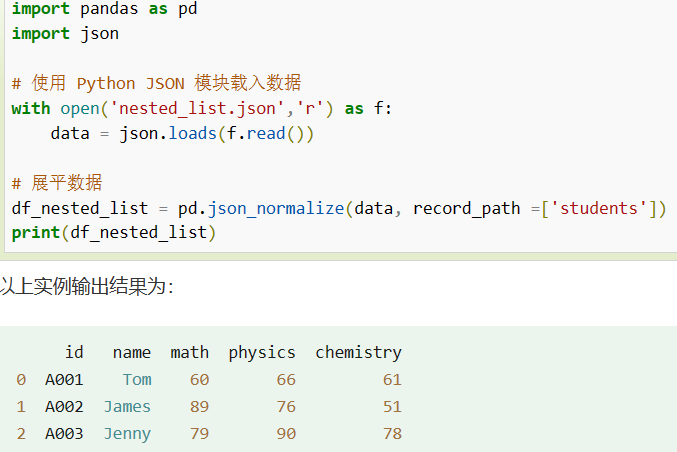 import pandas as pd
import json
# 使用 Python JSON 模块载入数据
with open('nested_list.json','r') as f:
    data = json.loads(f.read())
# 展平数据
df_nested_list = pd.json_normalize(data, record_path =['students'])
print(df_nested_list)
以上实例输出结果为:
     id   name  math  physics  chemistry
0  A001    Tom    60       66         61
1  A002  James    89       76         51
2  A003  Jenny    79       90         78